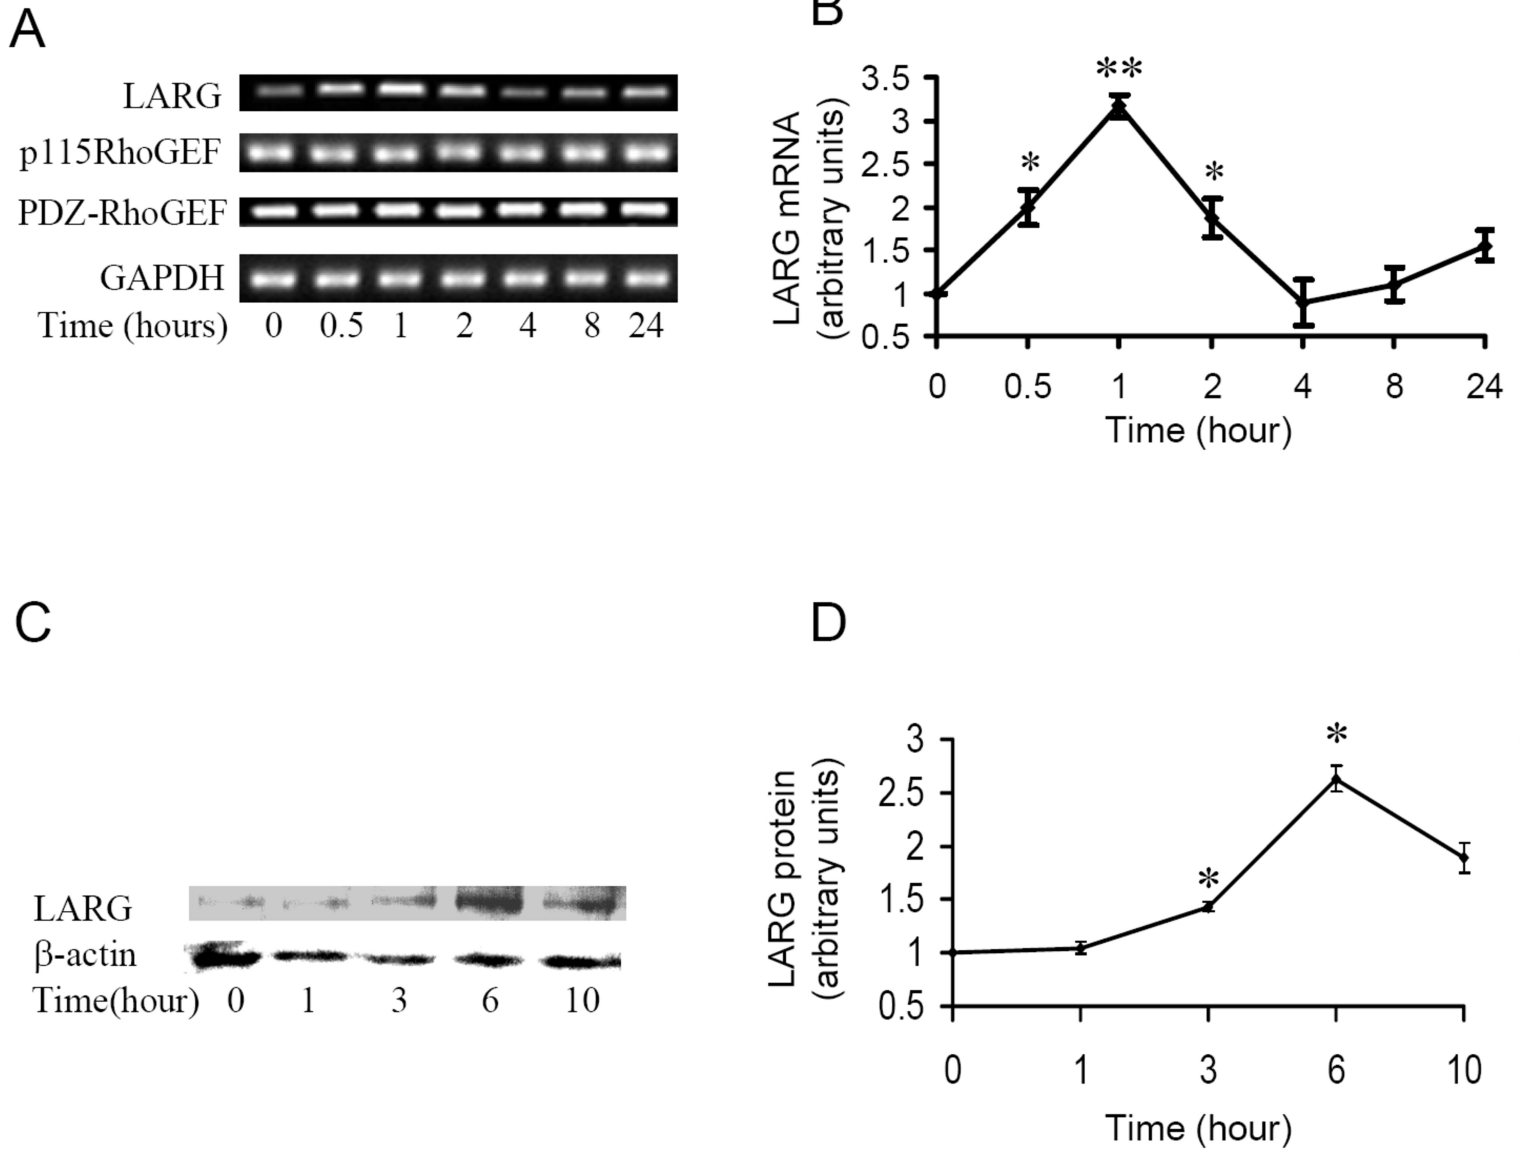 A
LARG
p115RhoGEF
PDZ-RhoGEF
GAPDH
Time (hours) 0 0.5 1 2 4 8 24
B
LARG mRNA
(arbitrary units)
3.5
3
2.5
2
1.5
1
0.5
*
**
*
0 0.5 1 2 4 8 24
Time (hour)
C
LARG
β-actin
Time(hour) 0 1 3 6 10
D
LARG protein
(arbitrary units)
3
2.5
2
1.5
1
0.5
*
*
0 1 3 6 10
Time (hour)